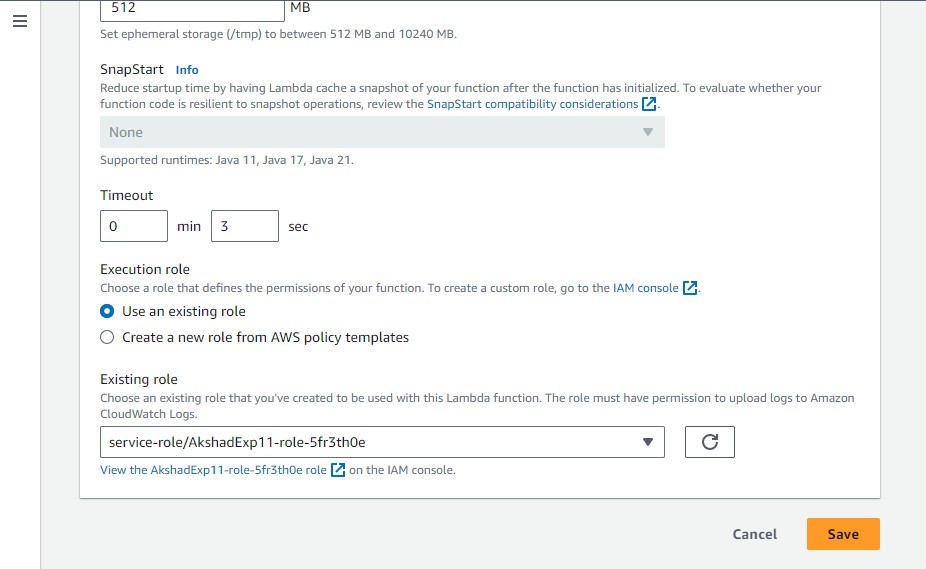 512 MB
Set ephemeral storage (/tmp) to between 512 MB and 10240 MB.
SnapStart Info
Reduce startup time by having Lambda cache a snapshot of your function after the function has initialized. To evaluate whether your
function code is resilient to snapshot operations, review the SnapStart compatibility considerations.
None
Supported runtimes: Java 11, Java 17, Java 21.
Timeout
0 min 3 sec
Execution role
Choose a role that defines the permissions of your function. To create a custom role, go to the IAM console.
Use an existing role
Create a new role from AWS policy templates
Existing role
Choose an existing role that you've created to be used with this Lambda function. The role must have permission to upload logs to Amazon
CloudWatch Logs.
service-role/AkshadExp11-role-5fr3th0e
View the AkshadExp11-role-5fr3th0e role on the IAM console.
Cancel Save